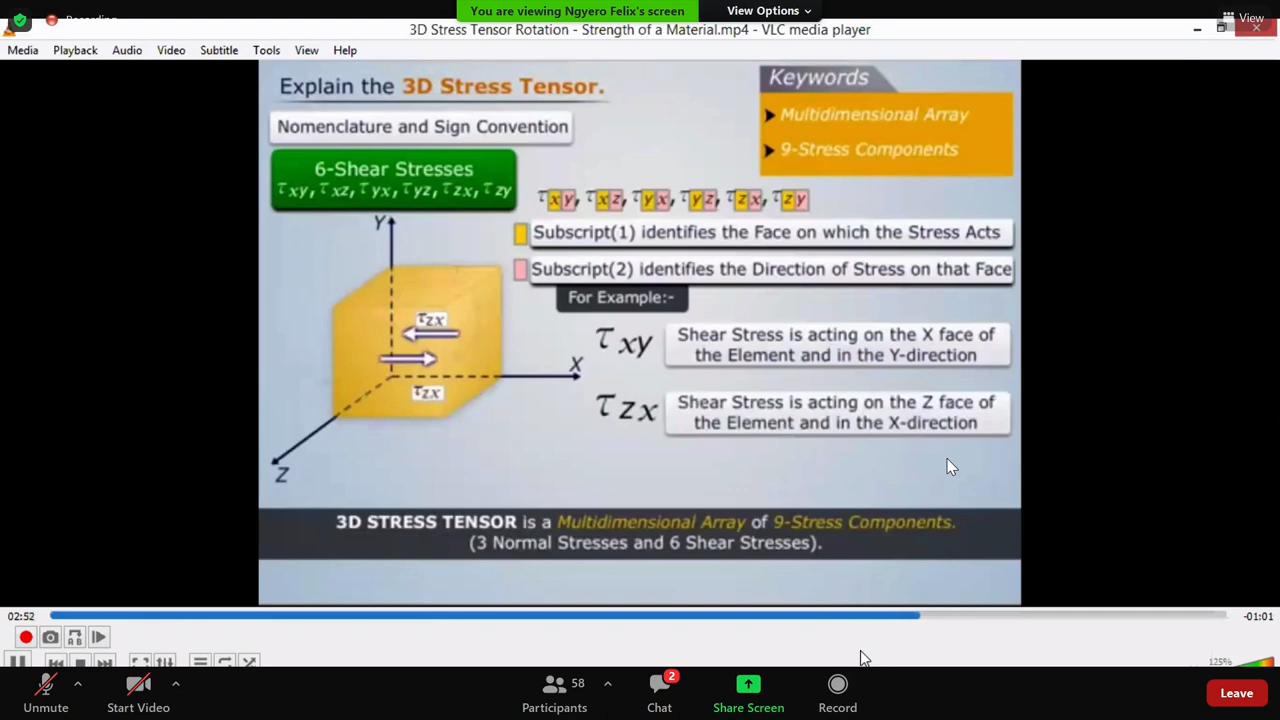 You are viewing Ngyero Felix's screen
View Options
Recording
View
3D Stress Tensor Rotation - Strength of a Material.mp4 - VLC media player
Media Playback Audio Video Subtitle Tools View Help
Explain the 3D Stress Tensor.
Keywords
Multidimensional Array
9-Stress Components
Nomenclature and Sign Convention
6-Shear Stresses
τxy, τxz, τyx, τyz, τzx, τzy
τxy, τxz, τyx, τyz, τzx, τzy
Subscript(1) identifies the Face on which the Stress Acts
Subscript(2) identifies the Direction of Stress on that Face
For Example:-
Y
τzx
τxy
Shear Stress is acting on the X face of
the Element and in the Y-direction
X
τzx
τzx
Shear Stress is acting on the Z face of
the Element and in the X-direction
Z
3D STRESS TENSOR is a Multidimensional Array of 9-Stress Components.
(3 Normal Stresses and 6 Shear Stresses).
02:52
-01:01
A B
125%
58
2
Unmute
Start Video
Participants
Chat
Share Screen
Record
Leave